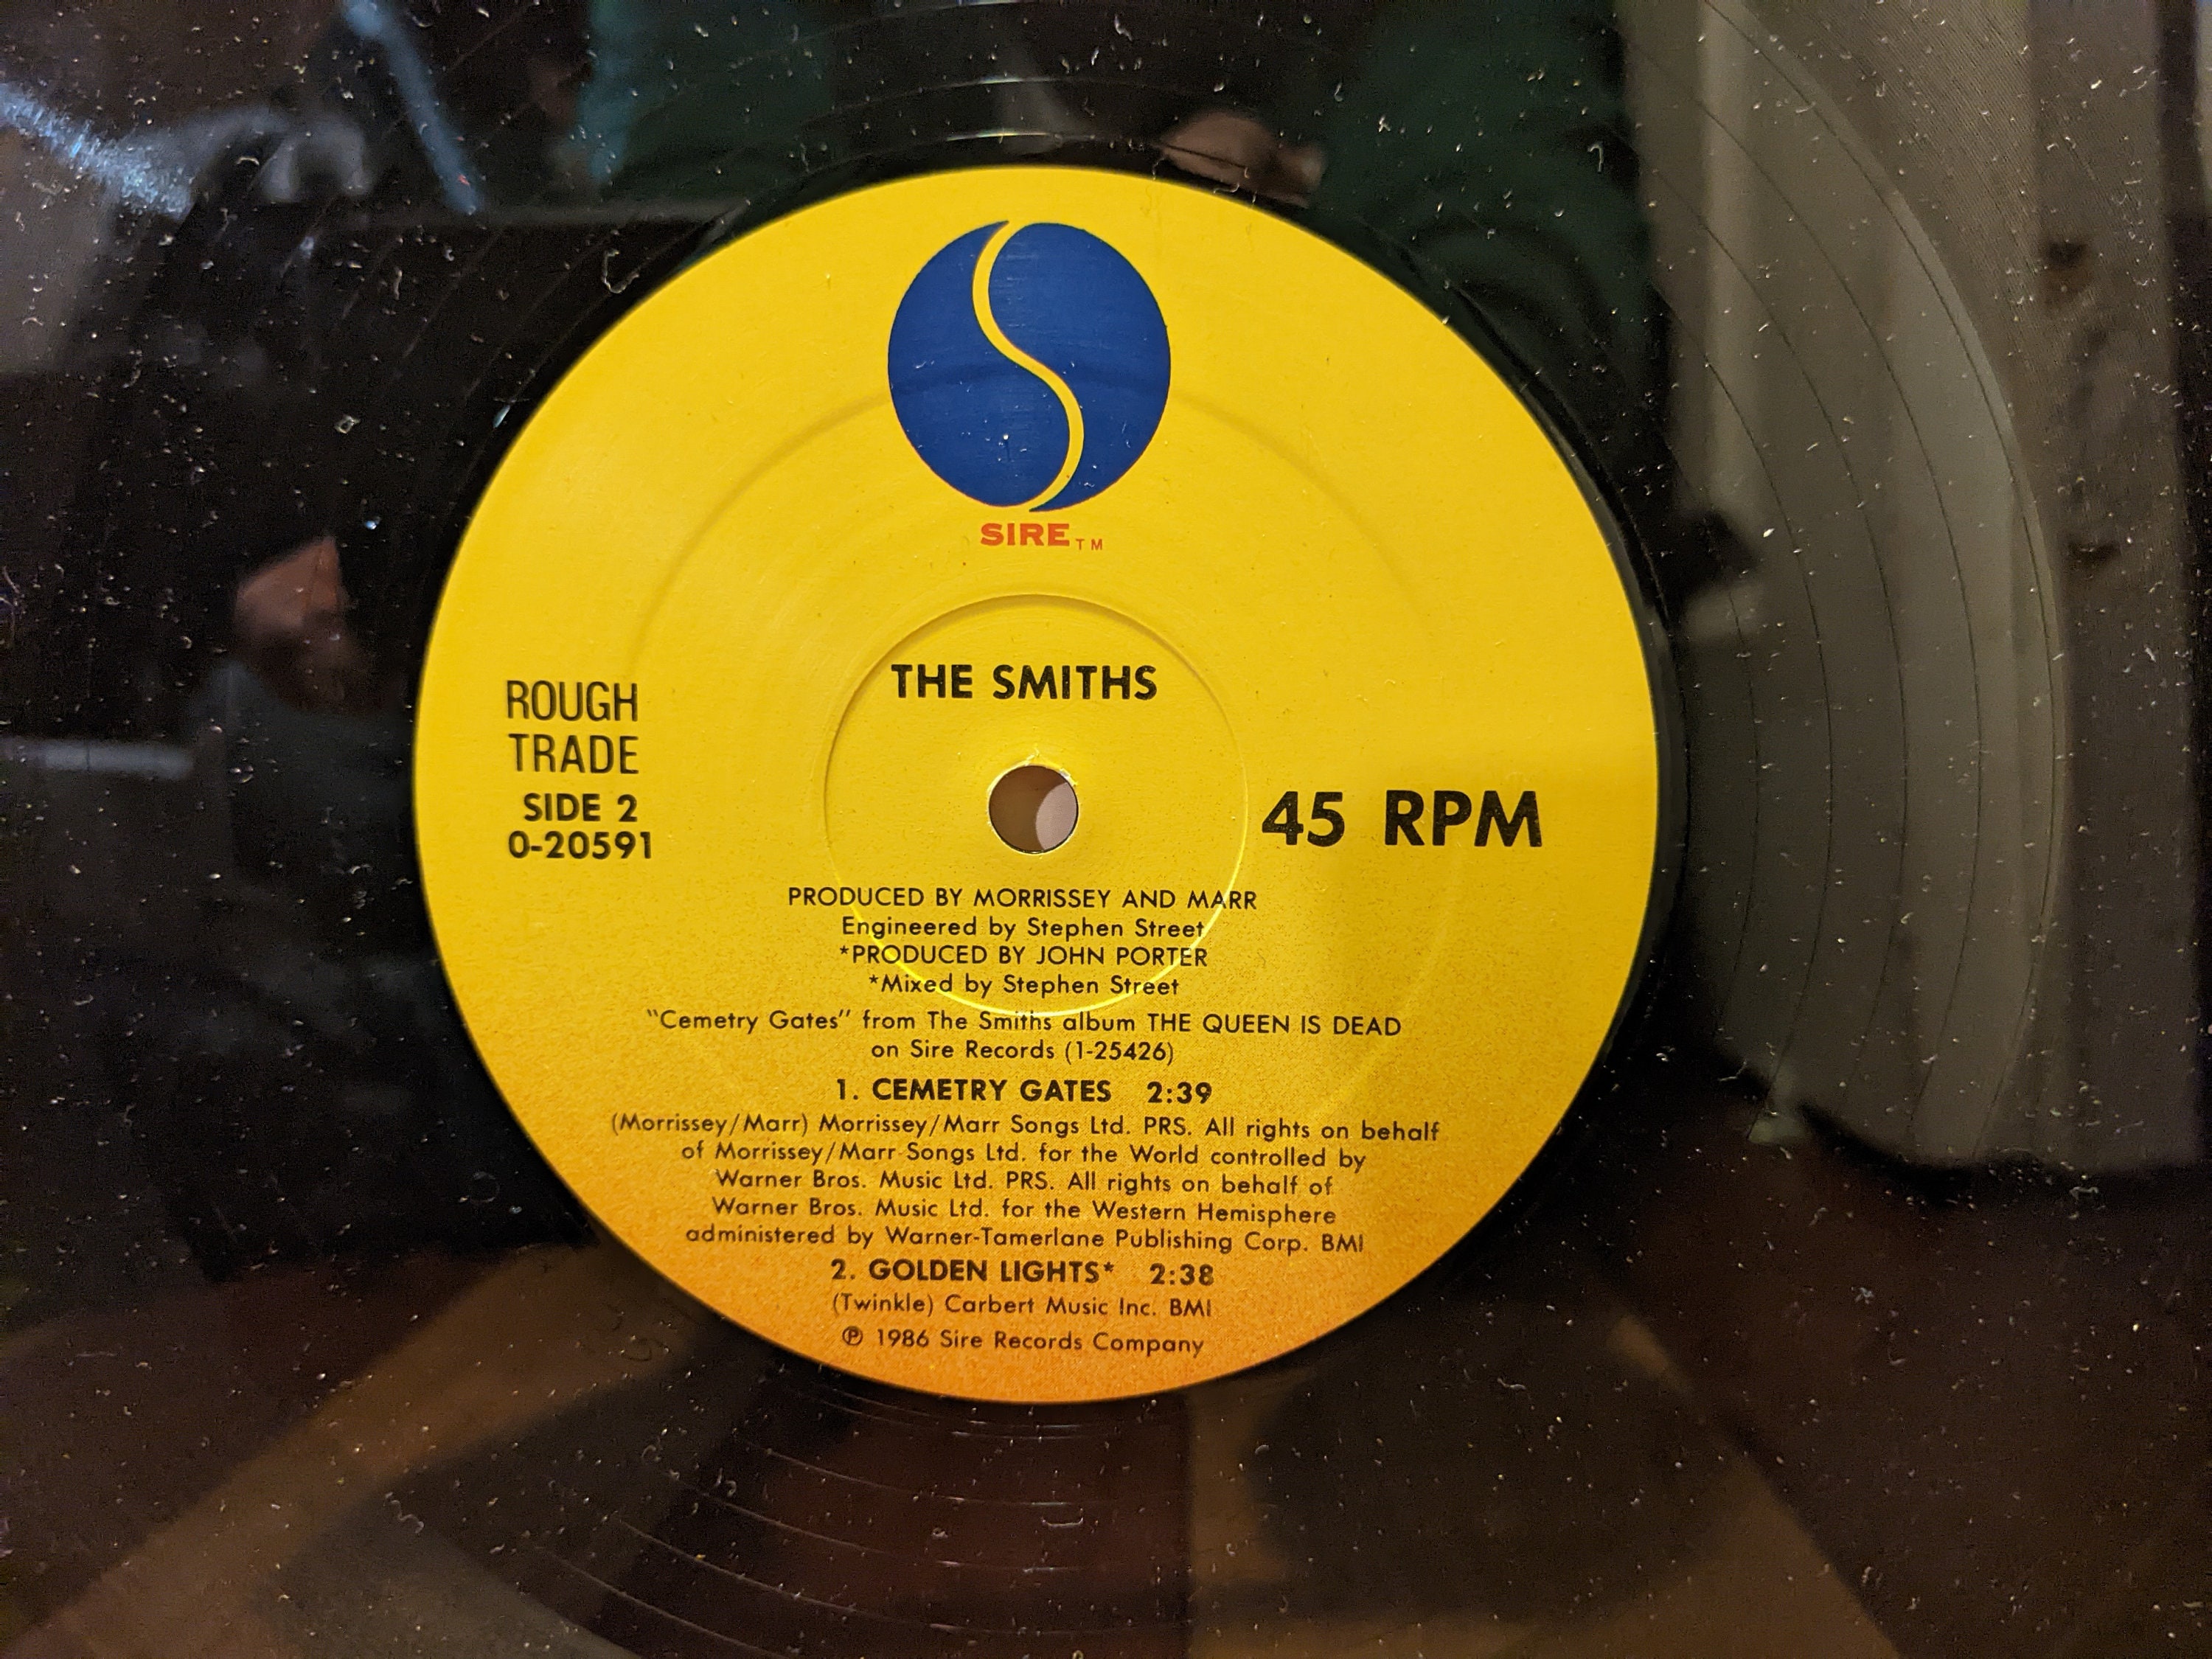 SIRE TM
THE SMITHS
ROUGH
TRADE
SIDE 2
0-20591
45 RPM
PRODUCED BY MORRISSEY AND MARR
Engineered by Stephen Street
*PRODUCED BY JOHN PORTER
*Mixed by Stephen Street
"Cemetry Gates" from The Smiths album THE QUEEN IS DEAD
on Sire Records (1-25426)
1. CEMETRY GATES 2:39
(Morrissey/Marr) Morrissey/Marr Songs Ltd. PRS. All rights on behalf
of Morrissey/Marr Songs Ltd. for the World controlled by
Warner Bros. Music Ltd. PRS. All rights on behalf of
Warner Bros. Music Ltd. for the Western Hemisphere
administered by Warner-Tamerlane Publishing Corp. BMI
2. GOLDEN LIGHTS* 2:38
(Twinkle) Carbert Music Inc. BMI
℗ 1986 Sire Records Company